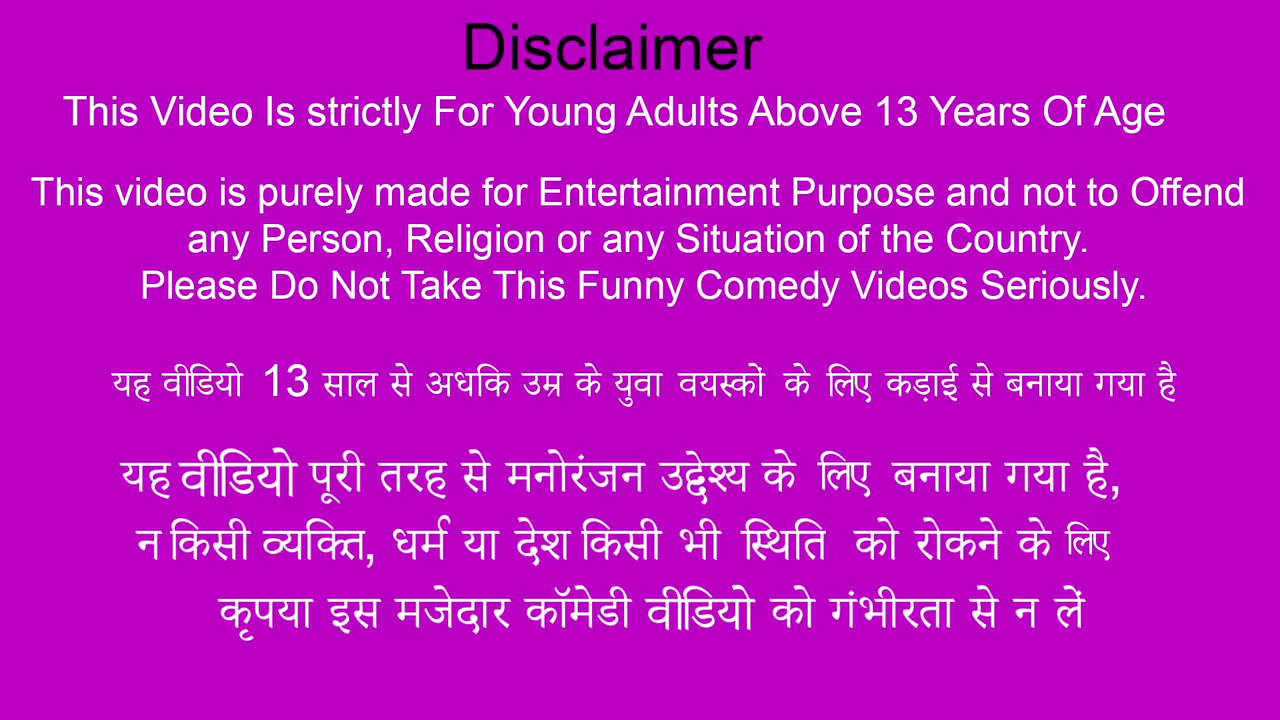 Disclaimer
This Video Is strictly For Young Adults Above 13 Years Of Age
This video is purely made for Entertainment Purpose and not to Offend
any Person, Religion or any Situation of the Country.
Please Do Not Take This Funny Comedy Videos Seriously.
यह वीडियो 13 साल से अधकि उम्र के युवा वयस्कों के लिए कड़ाई से बनाया गया है
यह वीडियो पूरी तरह से मनोरंजन उद्देश्य के लिए बनाया गया है,
न किसी व्यक्ति, धर्म या देश किसी भी स्थिति को रोकने के लिए
कृपया इस मजेदार कॉमेडी वीडियो को गंभीरता से न लें